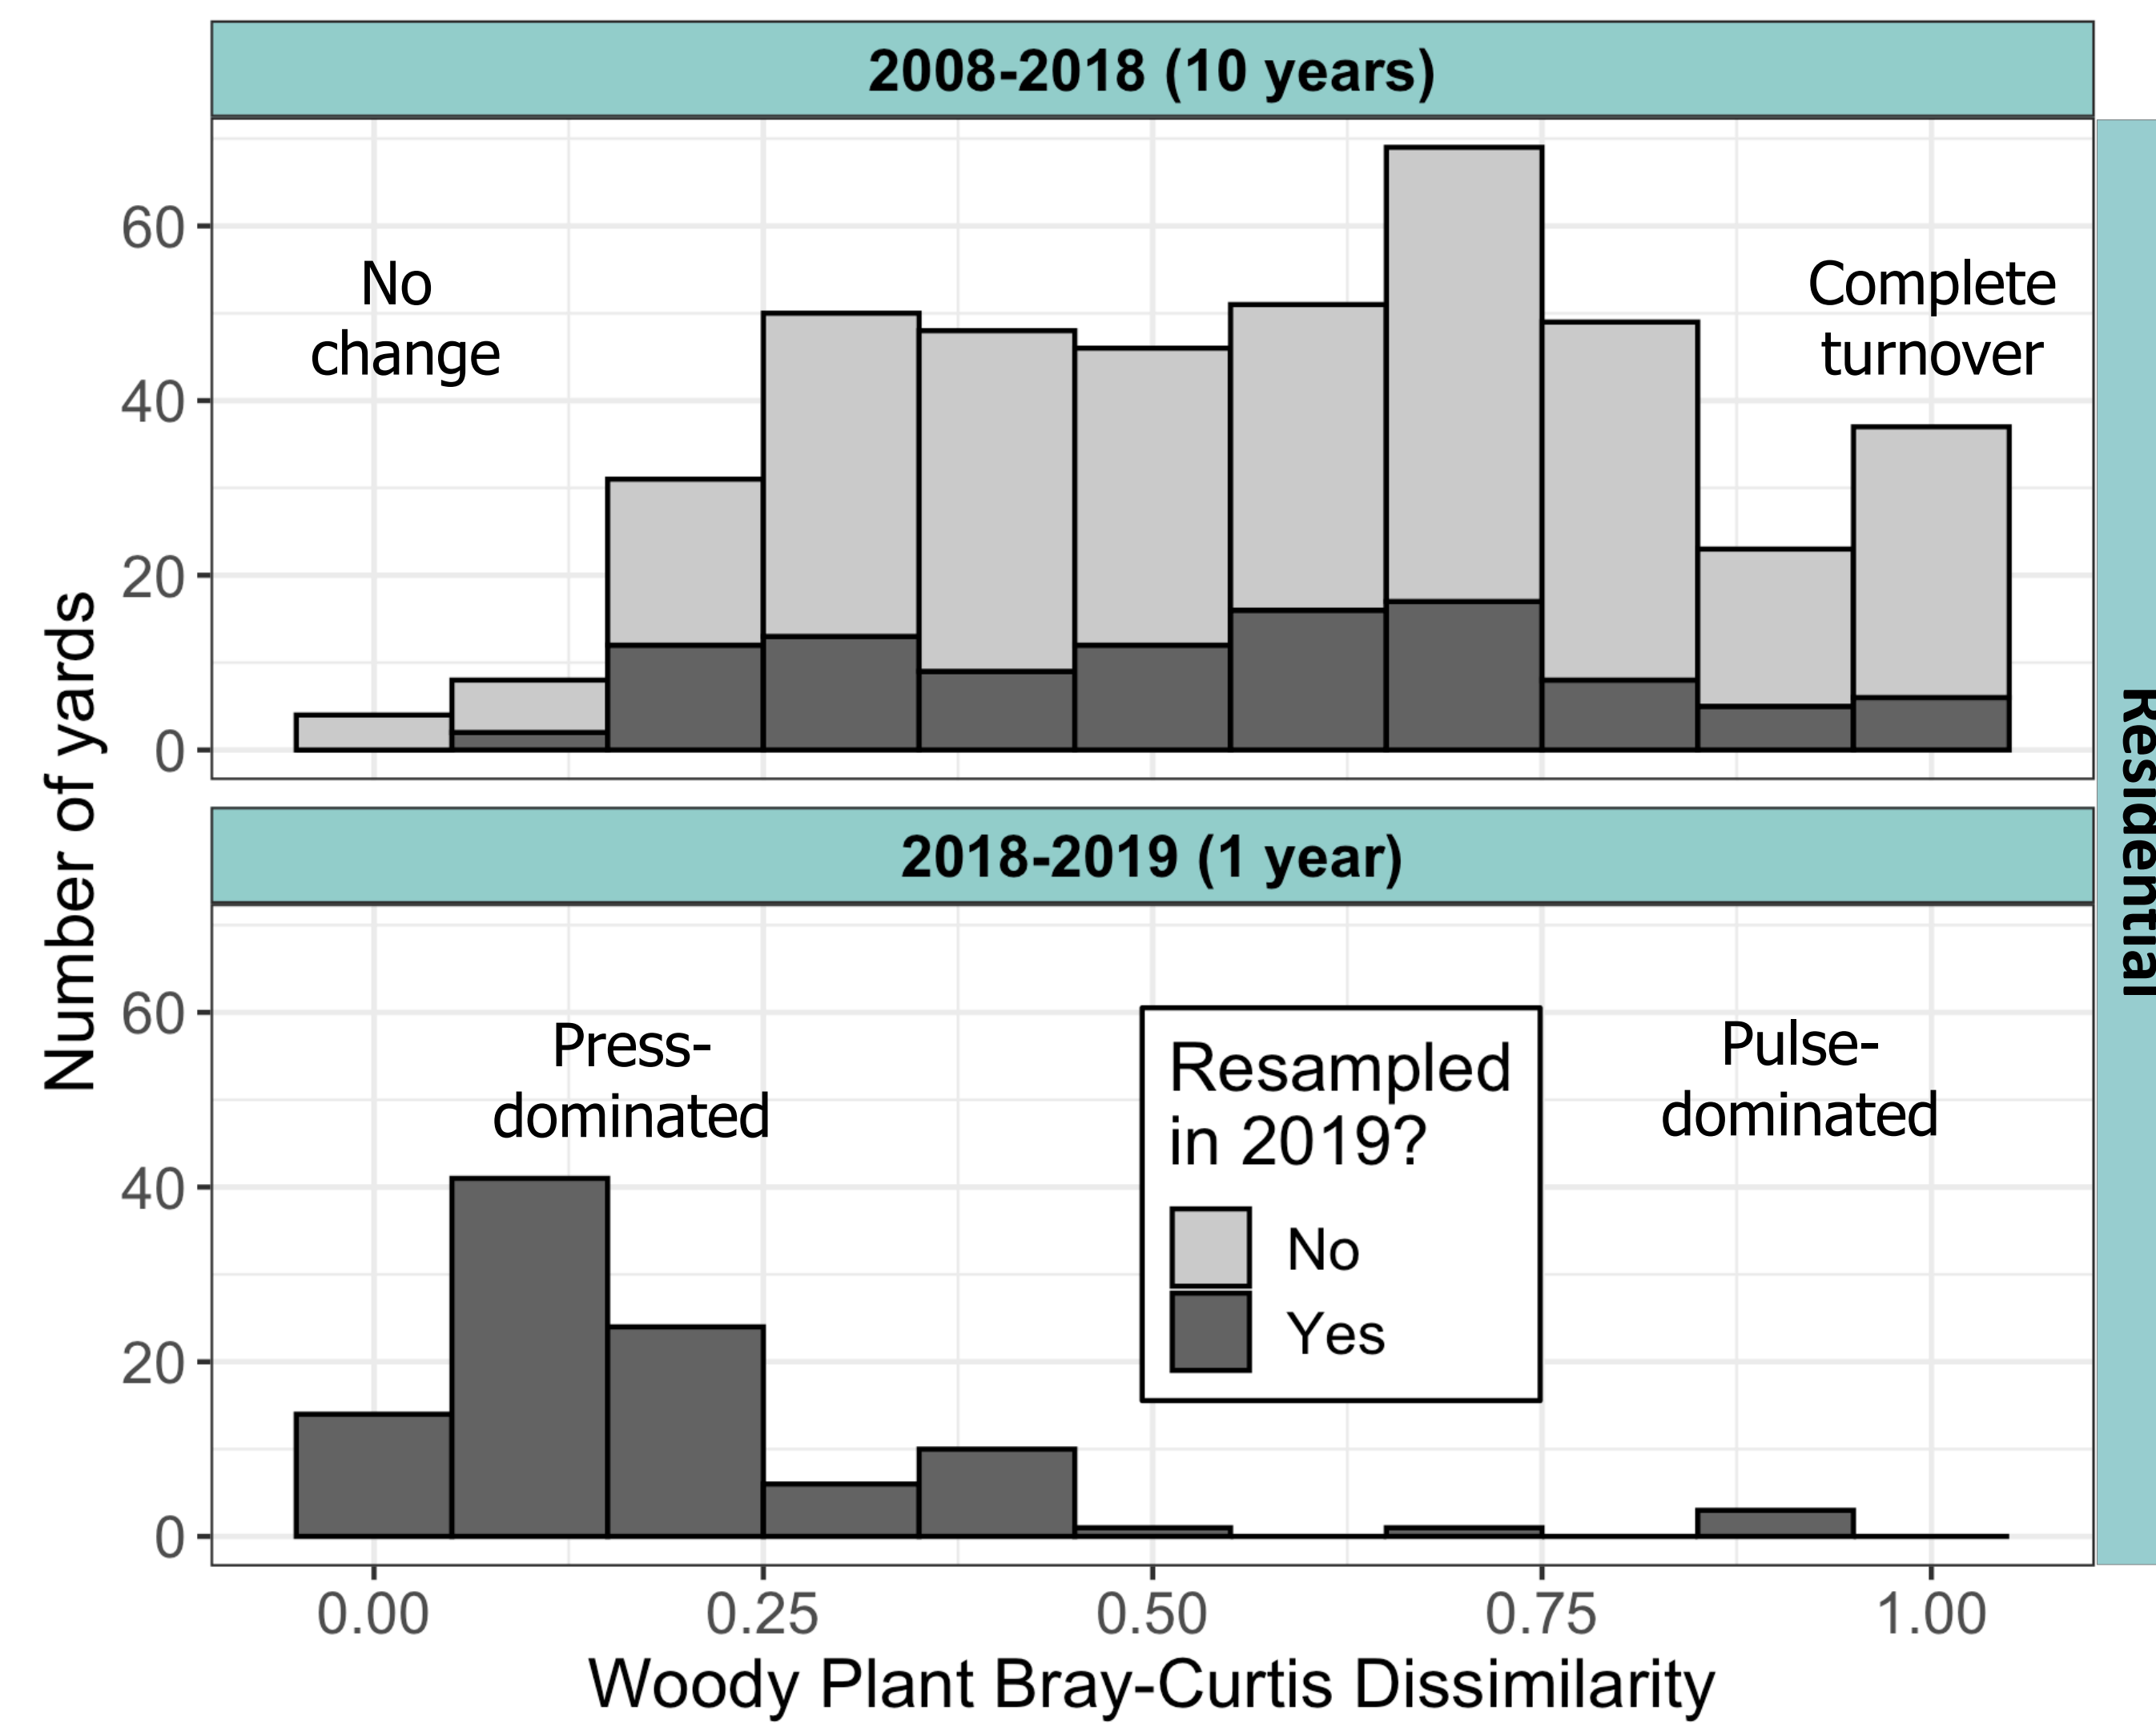 2008-2018 (10 years)
No
change
Complete
turnover
60
40
20
0
Number of yards
Residential
2018-2019 (1 year)
Press-
dominated
Pulse-
dominated
Resampled
in 2019?
No
Yes
60
40
20
0
0.00 0.25 0.50 0.75 1.00
Woody Plant Bray-Curtis Dissimilarity